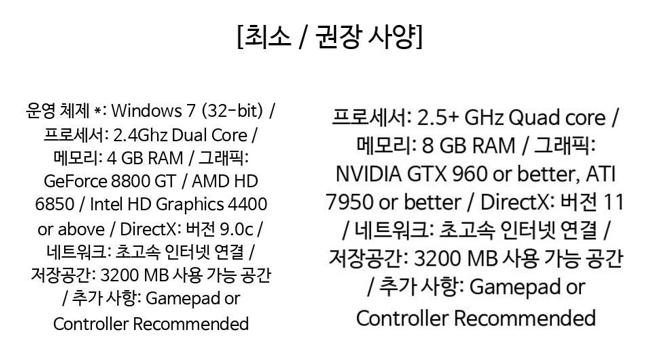 [최소 / 권장 사양]
운영 체제 *: Windows 7 (32-bit) /
프로세서: 2.4Ghz Dual Core /
메모리: 4 GB RAM / 그래픽:
GeForce 8800 GT / AMD HD
6850 / Intel HD Graphics 4400
or above / DirectX: 버전 9.0c /
네트워크: 초고속 인터넷 연결 /
저장공간: 3200 MB 사용 가능 공간
/ 추가 사항: Gamepad or
Controller Recommended
프로세서: 2.5+ GHz Quad core /
메모리: 8 GB RAM / 그래픽:
NVIDIA GTX 960 or better, ATI
7950 or better / DirectX: 버전 11
/ 네트워크: 초고속 인터넷 연결 /
저장공간: 3200 MB 사용 가능 공간
/ 추가 사항: Gamepad or
Controller Recommended